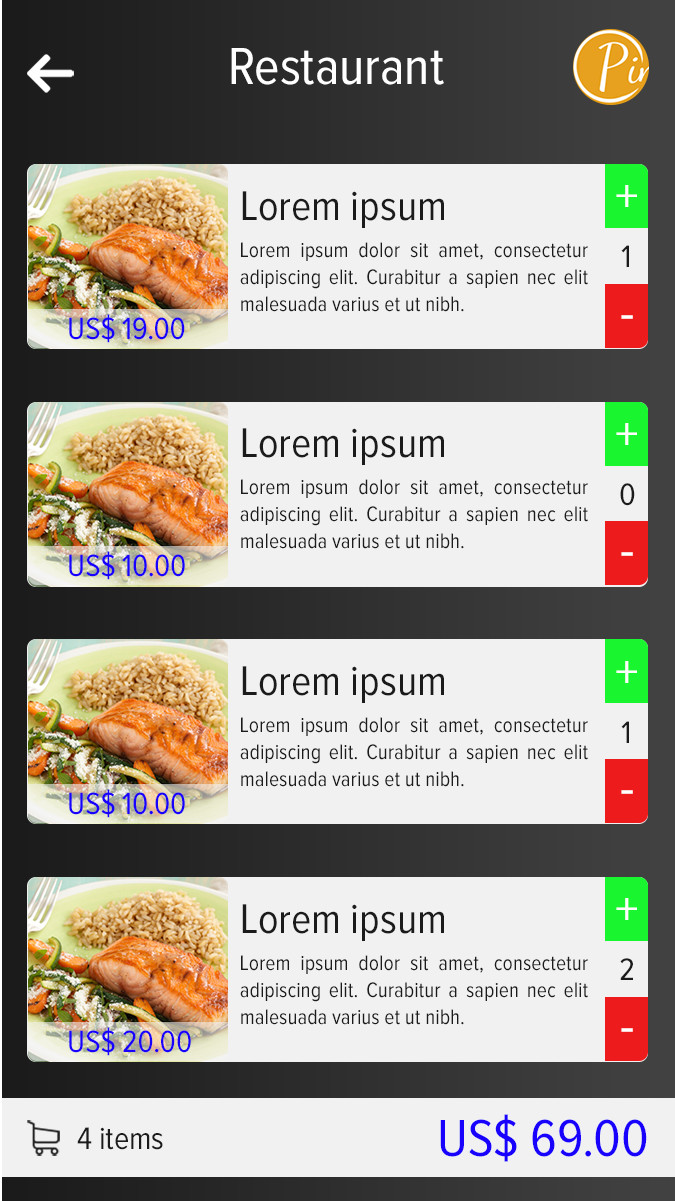 Restaurant
Pin
Lorem ipsum
Lorem ipsum dolor sit amet, consectetur
adipiscing elit. Curabitur a sapien nec elit
malesuada varius et ut nibh.
US$ 19.00
+
1
-
Lorem ipsum
Lorem ipsum dolor sit amet, consectetur
adipiscing elit. Curabitur a sapien nec elit
malesuada varius et ut nibh.
US$ 10.00
+
0
-
Lorem ipsum
Lorem ipsum dolor sit amet, consectetur
adipiscing elit. Curabitur a sapien nec elit
malesuada varius et ut nibh.
US$ 10.00
+
1
-
Lorem ipsum
Lorem ipsum dolor sit amet, consectetur
adipiscing elit. Curabitur a sapien nec elit
malesuada varius et ut nibh.
US$ 20.00
+
2
-
4 items
US$ 69.00